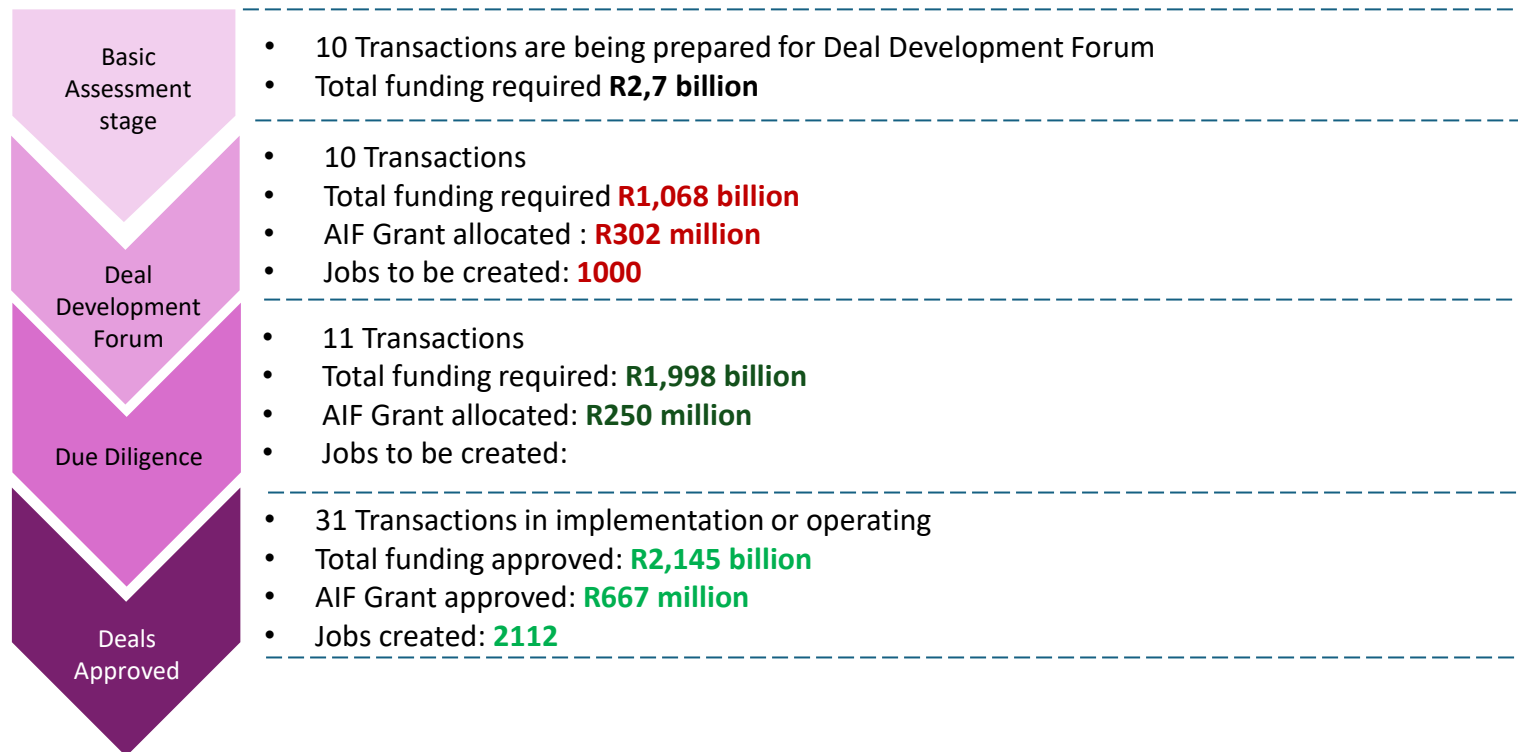 Basic
Assessment
stage
• 10 Transactions are being prepared for Deal Development Forum
• Total funding required R2,7 billion
Deal
Development
Forum
• 10 Transactions
• Total funding required R1,068 billion
• AIF Grant allocated : R302 million
• Jobs to be created: 1000
Due Diligence
• 11 Transactions
• Total funding required: R1,998 billion
• AIF Grant allocated: R250 million
• Jobs to be created:
Deals
Approved
• 31 Transactions in implementation or operating
• Total funding approved: R2,145 billion
• AIF Grant approved: R667 million
• Jobs created: 2112